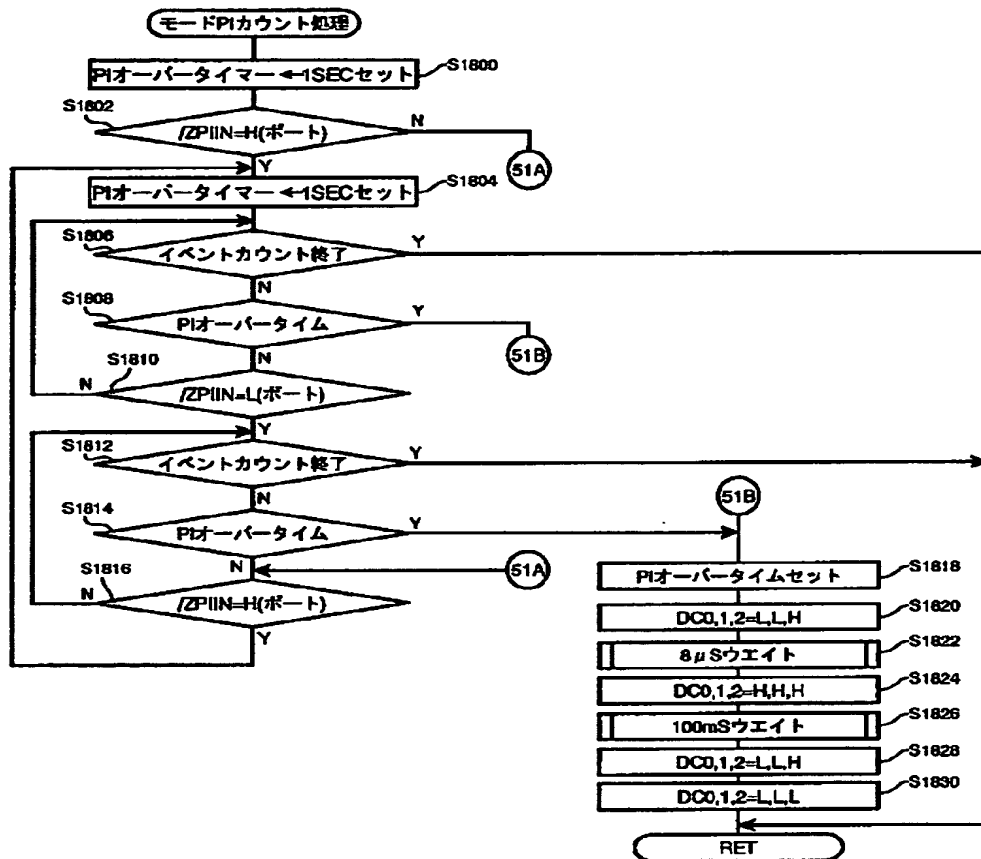 モードPIカウント処理
PIオーバータイマー←1SECセット
S1800
S1802
/ZPIIN=H(ポート)
N
51A
Y
PIオーバータイマー←1SECセット
S1804
S1806
イベントカウント終了
Y
N
S1808
PIオーバータイム
Y
51B
N
S1810
/ZPIIN=L(ポート)
N
Y
S1812
イベントカウント終了
Y
N
S1814
PIオーバータイム
Y
N
51A
S1816
/ZPIIN=H(ポート)
N
Y
51B
PIオーバータイムセット
S1818
DC0,1,2=L,L,H
S1820
8μSウエイト
S1822
DC0,1,2=H,H,H
S1824
100mSウエイト
S1826
DC0,1,2=L,L,H
S1828
DC0,1,2=L,L,L
S1830
RET